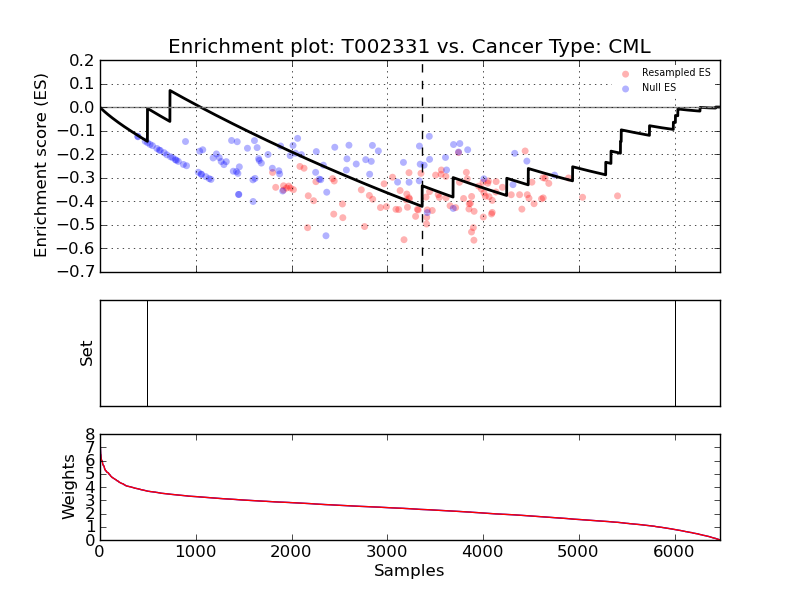 Enrichment plot: T002331 vs. Cancer Type: CML
Enrichment score (ES)
0.2
0.1
0.0
−0.1
−0.2
−0.3
−0.4
−0.5
−0.6
−0.7
Resampled ES
Null ES
Set
Weights
8
7
6
5
4
3
2
1
0
0 1000 2000 3000 4000 5000 6000
Samples